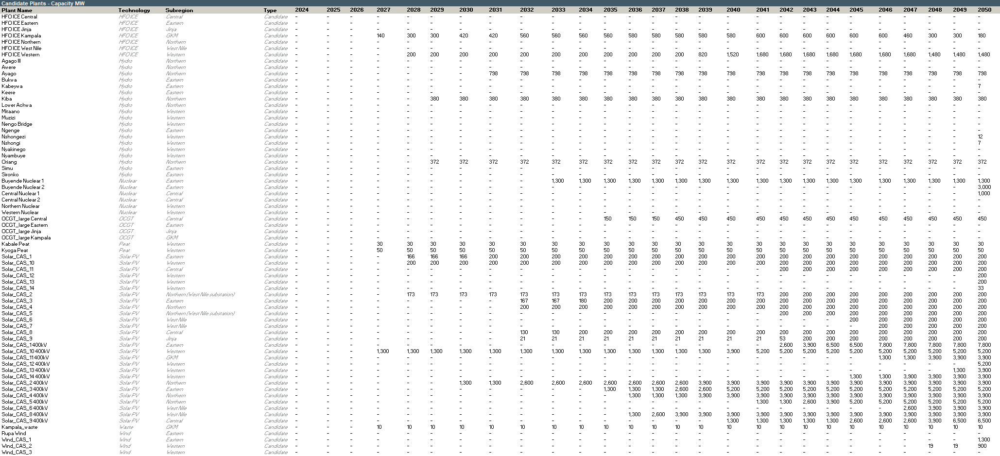 Candidate Plants - Capacity MW
Plant Name Technology Subregion Type 2024 2025 2026 2027 2028 2029 2030 2031 2032 2033 2034 2035 2036 2037 2038 2039 2040 2041 2042 2043 2044 2045 2046 2047 2048 2049 2050
HFO ICE Central HFO ICE Central Candidate - - - - - - - - - - - - - - - - - - - - - - - - - - -
HFO ICE Eastern HFO ICE Eastern Candidate - - - - - - - - - - - - - - - - - - - - - - - - - - -
HFO ICE Jinja HFO ICE Jinja Candidate - - - - - - - - - - - - - - - - - - - - - - - - - - -
HFO ICE Kampala HFO ICE GKM Candidate - - - 140 300 300 420 420 560 560 560 560 580 580 580 580 580 600 600 600 600 600 600 460 300 300 180
HFO ICE Northern HFO ICE Northern Candidate - - - - - - - - - - - - - - - - - - - - - - - - - - -
HFO ICE West Nile HFO ICE West Nile Candidate - - - - - - - - - - - - - - - - - - - - - - - - - - -
HFO ICE Western HFO ICE Western Candidate - - - - 200 200 200 200 200 200 200 200 200 200 200 820 1,520 1,680 1,680 1,680 1,680 1,680 1,680 1,680 1,480 1,480 1,480
Agago III Hydro Northern Candidate - - - - - - - - - - - - - - - - - - - - - - - - - - -
Awere Hydro Northern Candidate - - - - - - - - - - - - - - - - - - - - - - - - - - -
Ayago Hydro Northern Candidate - - - - - - - 798 798 798 798 798 798 798 798 798 798 798 798 798 798 798 798 798 798 798 798
Bukwa Hydro Eastern Candidate - - - - - - - - - - - - - - - - - - - - - - - - - - -
Kabeywa Hydro Eastern Candidate - - - - - - - - - - - - - - - - - - - - - - - - - - 7
Keere Hydro Eastern Candidate - - - - - - - - - - - - - - - - - - - - - - - - - - -
Kiba Hydro Northern Candidate - - - - - 380 380 380 380 380 380 380 380 380 380 380 380 380 380 380 380 380 380 380 380 380 380
Lower Achwa Hydro Northern Candidate - - - - - - - - - - - - - - - - - - - - - - - - - - -
Mitaano Hydro Western Candidate - - - - - - - - - - - - - - - - - - - - - - - - - - -
Muzizi Hydro Western Candidate - - - - - - - - - - - - - - - - - - - - - - - - - - -
Nengo Bridge Hydro Western Candidate - - - - - - - - - - - - - - - - - - - - - - - - - - -
Ngenge Hydro Eastern Candidate - - - - - - - - - - - - - - - - - - - - - - - - - - -
Nshongezi Hydro Western Candidate - - - - - - - - - - - - - - - - - - - - - - - - - - 12
Nshongi Hydro Western Candidate - - - - - - - - - - - - - - - - - - - - - - - - - - 7
Nyakinego Hydro Western Candidate - - - - - - - - - - - - - - - - - - - - - - - - - - -
Nyambuye Hydro Western Candidate - - - - - - - - - - - - - - - - - - - - - - - - - - -
Oriang Hydro Northern Candidate - - - - - 372 372 372 372 372 372 372 372 372 372 372 372 372 372 372 372 372 372 372 372 372 372
Simu Hydro Eastern Candidate - - - - - - - - - - - - - - - - - - - - - - - - - - -
Sironko Hydro Eastern Candidate - - - - - - - - - - - - - - - - - - - - - - - - - - -
Buyende Nuclear 1 Nuclear Eastern Candidate - - - - - - - - - 1,300 1,300 1,300 1,300 1,300 1,300 1,300 1,300 1,300 1,300 1,300 1,300 1,300 1,300 1,300 1,300 1,300 1,300
Buyende Nuclear 2 Nuclear Eastern Candidate - - - - - - - - - - - - - - - - - - - - - - - - - - 3,000
Central Nuclear 1 Nuclear Central Candidate - - - - - - - - - - - - - - - - - - - - - - - - - - 1,000
Central Nuclear 2 Nuclear Central Candidate - - - - - - - - - - - - - - - - - - - - - - - - - - -
Northern Nuclear Nuclear Western Candidate - - - - - - - - - - - - - - - - - - - - - - - - - - -
Western Nuclear Nuclear Western Candidate - - - - - - - - - - - - - - - - - - - - - - - - - - -
OCGT_large Central OCGT Central Candidate - - - - - - - - - - - 150 150 150 450 450 450 450 450 450 450 450 450 450 450 450 450
OCGT_large Eastern OCGT Eastern Candidate - - - - - - - - - - - - - - - - - - - - - - - - - - -
OCGT_large Jinja OCGT Jinja Candidate - - - - - - - - - - - - - - - - - - - - - - - - - - -
OCGT_large Kampala OCGT GKM Candidate - - - - - - - - - - - - - - - - - - - - - - - - - - -
Kabale Peat Peat Western Candidate - - - 30 30 30 30 30 30 30 30 30 30 30 30 30 30 30 30 30 30 30 30 30 30 30 30
Kyoga Peat Peat Western Candidate - - - 50 50 50 50 50 50 50 50 50 50 50 50 50 50 50 50 50 50 50 50 50 50 50 50
Solar_CAS_1 Solar PV Eastern Candidate - - - - 166 166 166 200 200 200 200 200 200 200 200 200 200 200 200 200 200 200 200 200 200 200 200
Solar_CAS_10 Solar PV Western Candidate - - - - 200 200 200 200 200 200 200 200 200 200 200 200 200 200 200 200 200 200 200 200 200 200 200
Solar_CAS_11 Solar PV Central Candidate - - - - - - - - - - - - - - - - - - 200 200 200 200 200 200 200 200 200
Solar_CAS_12 Solar PV Western Candidate - - - - - - - - - - - - - - - - - - - - - - - - - - 200
Solar_CAS_13 Solar PV Western Candidate - - - - - - - - - - - - - - - - - - - - - - - - - - 200
Solar_CAS_14 Solar PV Western Candidate - - - - - - - - - - - - - - - - - - - - - - - - - - 33
Solar_CAS_2 Solar PV Northern (West Nile substation) Candidate - - - - 173 173 173 173 173 173 173 173 173 173 173 173 173 173 200 200 200 200 200 200 200 200 200
Solar_CAS_3 Solar PV Eastern Candidate - - - - - - - - 167 167 180 200 200 200 200 200 200 200 200 200 200 200 200 200 200 200 200
Solar_CAS_4 Solar PV Northern Candidate - - - - - - - - 200 200 200 200 200 200 200 200 200 200 200 200 200 200 200 200 200 200 200
Solar_CAS_5 Solar PV Northern (West Nile substation) Candidate - - - - - - - - - - - - - - - - - - 200 200 200 200 200 200 200 200 200
Solar_CAS_6 Solar PV West Nile Candidate - - - - - - - - - - - - - - - - - - - - - 200 200 200 200 200 200
Solar_CAS_7 Solar PV West Nile Candidate - - - - - - - - - - - - - - - - - - - - - - 200 200 200 200 200
Solar_CAS_8 Solar PV Central Candidate - - - - - - - - 130 130 200 200 200 200 200 200 200 200 200 200 200 200 200 200 200 200 200
Solar_CAS_9 Solar PV Jinja Candidate - - - - - - - - 21 21 21 21 21 21 21 21 21 21 53 200 200 200 200 200 200 200 200
Solar_CAS_1 400kV Solar PV Eastern Candidate - - - - - - - - - - - - - - - - - - 2,600 3,900 6,500 6,500 7,800 7,800 7,800 7,800 7,800
Solar_CAS_10 400kV Solar PV Western Candidate - - - 1,300 1,300 1,300 1,300 1,300 1,300 1,300 1,300 1,300 1,300 1,300 1,300 1,300 3,900 5,200 5,200 5,200 5,200 5,200 5,200 5,200 5,200 5,200 5,200
Solar_CAS_11 400kV Solar PV GKM Candidate - - - - - - - - - - - - - - - - - - - - - - 1,300 1,300 3,900 3,900 3,900
Solar_CAS_12 400kV Solar PV Western Candidate - - - - - - - - - - - - - - - - - - - - - - - - - - 5,200
Solar_CAS_13 400kV Solar PV Western Candidate - - - - - - - - - - - - - - - - - - - - - - - - - 1,300 3,900
Solar_CAS_14 400kV Solar PV Western Candidate - - - - - - - - - - - - - - - - - - - - - 1,300 1,300 3,900 3,900 3,900 3,900
Solar_CAS_2 400kV Solar PV Northern Candidate - - - - - - 1,300 1,300 2,600 2,600 2,600 2,600 2,600 2,600 2,600 3,900 3,900 3,900 3,900 3,900 3,900 3,900 3,900 3,900 3,900 3,900 3,900
Solar_CAS_3 400kV Solar PV Eastern Candidate - - - - - - - - - - - 1,300 1,300 1,300 2,600 2,600 5,200 5,200 5,200 5,200 5,200 5,200 5,200 5,200 5,200 5,200 5,200
Solar_CAS_4 400kV Solar PV Northern Candidate - - - - - - - - - - - - 1,300 1,300 1,300 3,900 3,900 3,900 3,900 3,900 3,900 3,900 3,900 3,900 3,900 3,900 3,900
Solar_CAS_5 400kV Solar PV Northern Candidate - - - - - - - - - - - - - - - - - 1,300 1,300 2,600 3,900 5,200 5,200 5,200 5,200 5,200 5,200
Solar_CAS_6 400kV Solar PV West Nile Candidate - - - - - - - - - - - - - - - - - - - - - - - 2,600 3,900 3,900 3,900
Solar_CAS_8 400kV Solar PV West Nile Candidate - - - - - - - - - - - - 1,300 2,600 3,900 3,900 3,900 3,900 3,900 3,900 3,900 3,900 3,900 3,900 3,900 3,900 3,900
Solar_CAS_9 400kV Solar PV Central Candidate - - - - - - - - - - - - - - - - 1,300 1,300 1,300 1,300 1,300 2,600 2,600 2,600 3,900 6,500 6,500
Kampala_waste Waste GKM Candidate - - - 10 10 10 10 10 10 10 10 10 10 10 10 10 10 10 10 10 10 10 10 10 10 10 10
Rupa Wind Wind Eastern Candidate - - - - - - - - - - - - - - - - - - - - - - - - - - -
Wind_CAS_1 Wind Eastern Candidate - - - - - - - - - - - - - - - - - - - - - - - - - - 1,300
Wind_CAS_2 Wind Western Candidate - - - - - - - - - - - - - - - - - - - - - - - - 19 19 900
Wind_CAS_3 Wind Western Candidate - - - - - - - - - - - - - - - - - - - - - - - - - - -